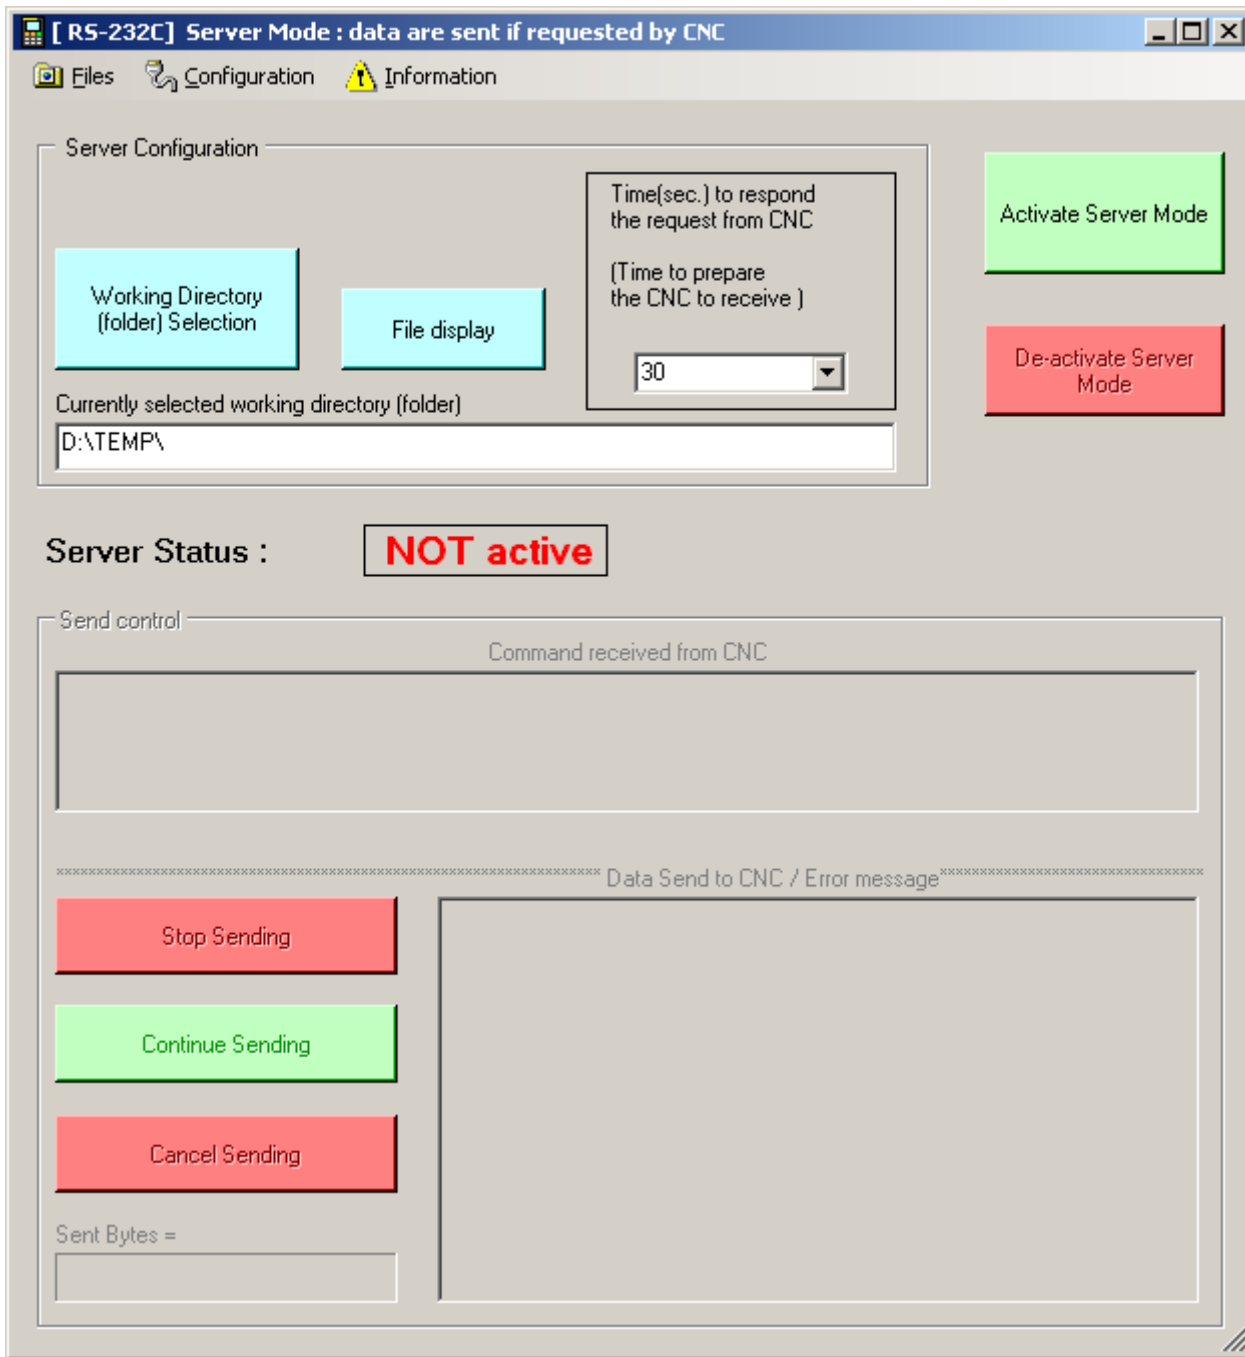 [ RS-232C]  Server Mode : data are sent if requested by CNC
Files Configuration Information
Server Configuration
Time(sec.) to respond
the request from CNC
(Time to prepare
the CNC to receive )
30
Working Directory
(folder) Selection
File display
Currently selected working directory (folder)
D:\TEMP\
Activate Server Mode
De-activate Server
Mode
Server Status :
NOT active
Send control
Command received from CNC
Data Send to CNC / Error message
Stop Sending
Continue Sending
Cancel Sending
Sent Bytes =